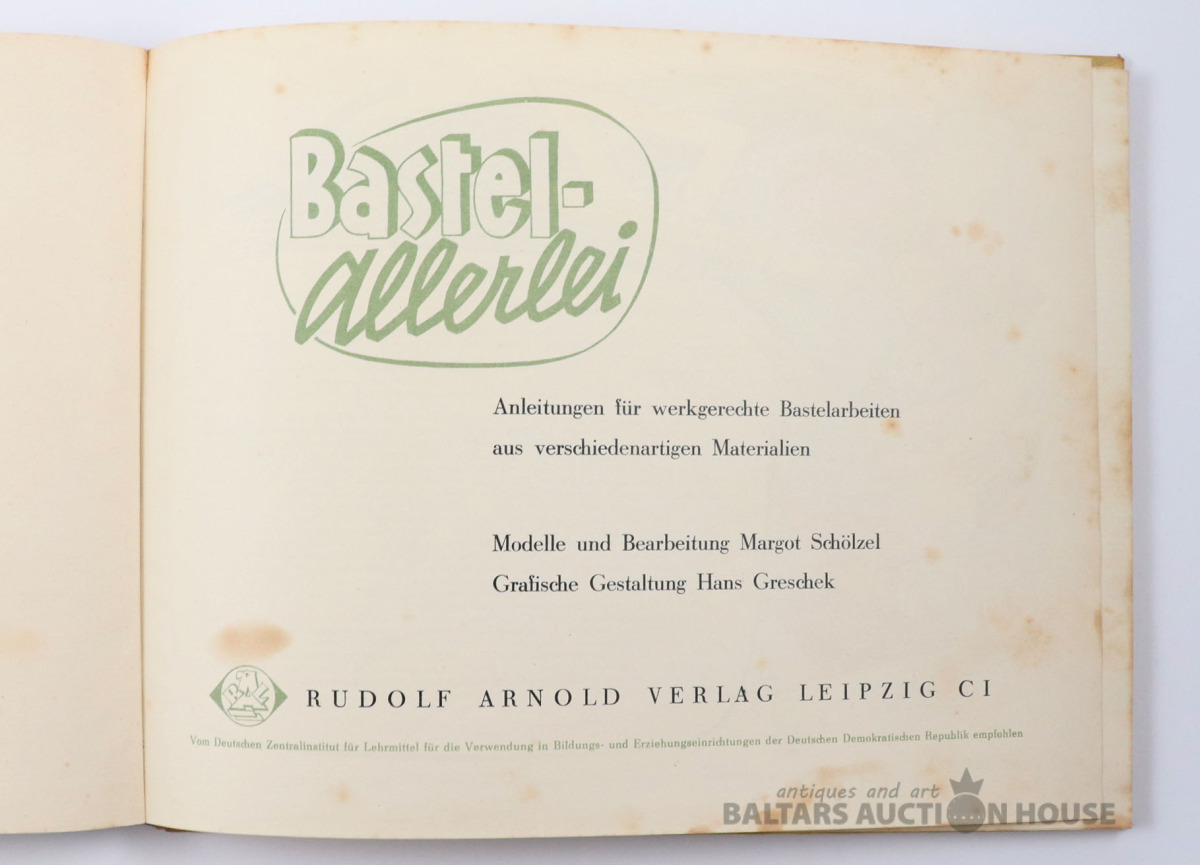 Bastel-
allerlei
Anleitungen für werkgerechte Bastelarbeiten
aus verschiedenartigen Materialien
Modelle und Bearbeitung Margot Schölzel
Grafische Gestaltung Hans Greschek
RUDOLF ARNOLD VERLAG LEIPZIG CI
Vom Deutschen Zentralinstitut für Lehrmittel für die Verwendung in Bildungs- und Erziehungseinrichtungen der Deutschen Demokratischen Republik empfohlen
antiques and art
BALTARS AUCTION HOUSE